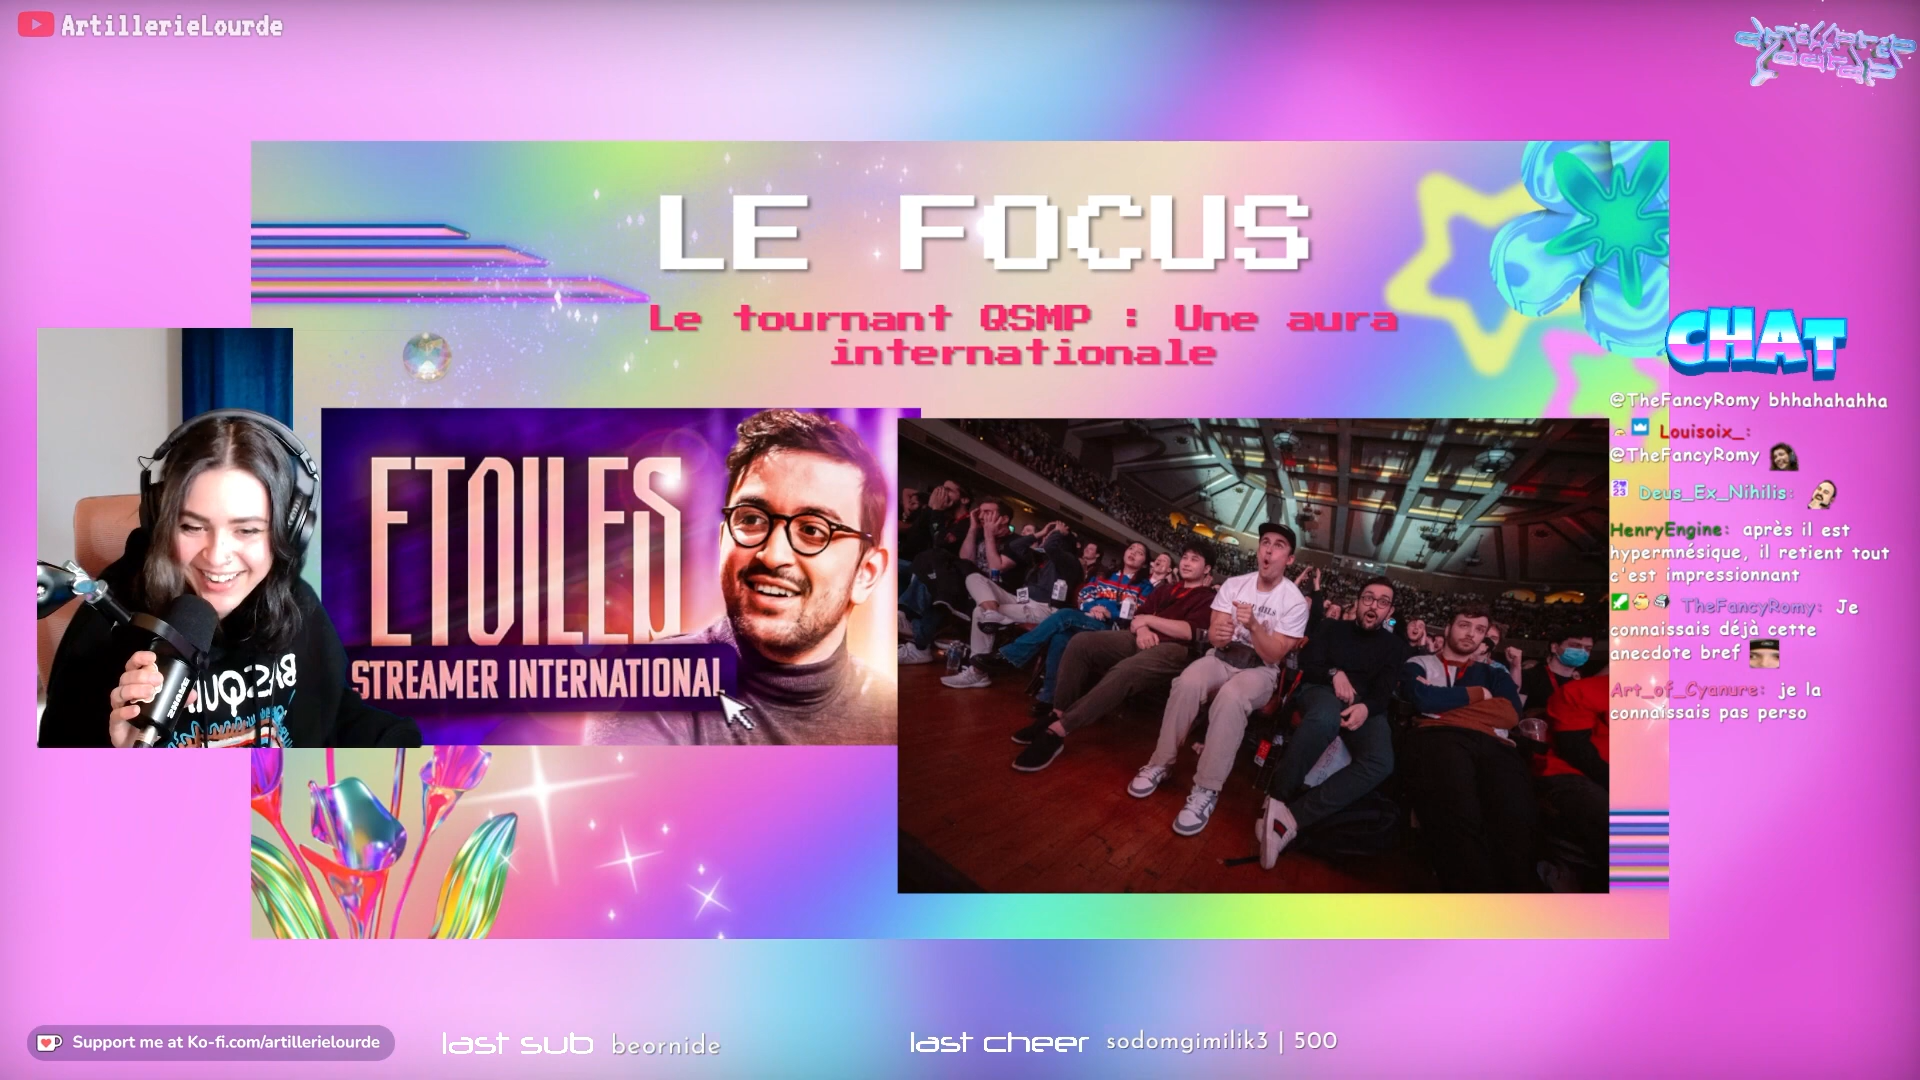 ArtillerieLourde
LE FOCUS
Le tournant QSMP : Une aura
internationale
CHAT
@TheFancyRomy bhhahahahha
Louisoix_:
@TheFancyRomy
Deus_Ex_Nihilis:
HenryEngine: après il est
hypermnésique, il retient tout
c'est impressionnant
TheFancyRomy: Je
connaissais déjà cette
anecdote bref
Art_of_Cyanure: je la
connaissais pas perso
ETOILES
STREAMER INTERNATIONAL
Support me at Ko-fi.com/artillerielourde
last sub beornide
last cheer sodomgimilik3 | 500